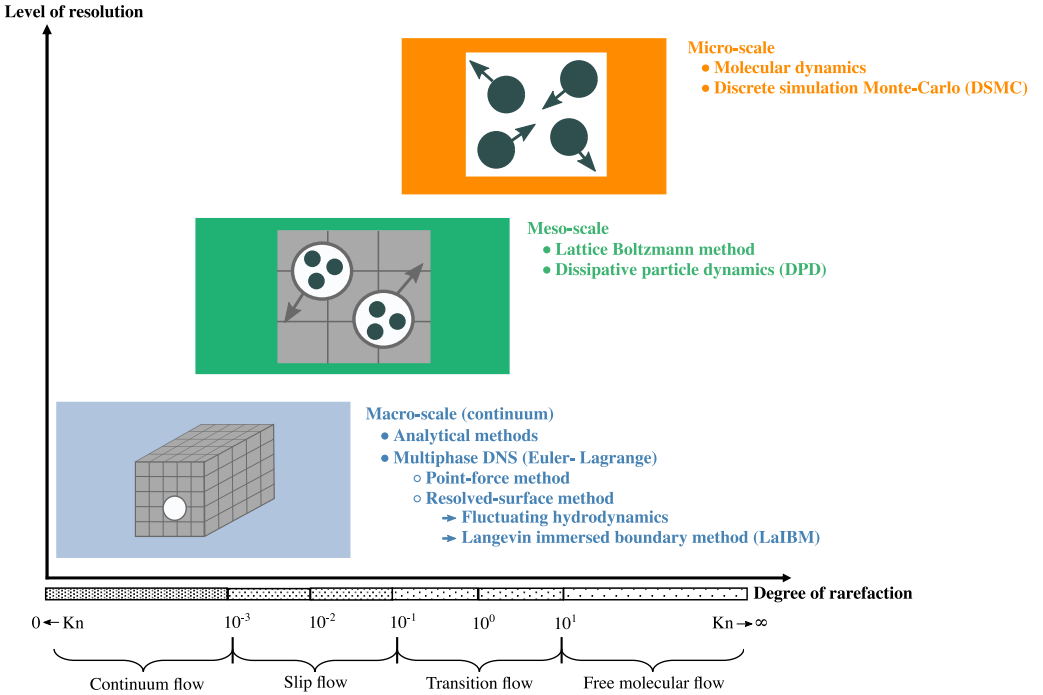 Level of resolution
Micro-scale
● Molecular dynamics
● Discrete simulation Monte-Carlo (DSMC)
Meso-scale
● Lattice Boltzmann method
● Dissipative particle dynamics (DPD)
Macro-scale (continuum)
● Analytical methods
● Multiphase DNS (Euler- Lagrange)
○ Point-force method
○ Resolved-surface method
→ Fluctuating hydrodynamics
→ Langevin immersed boundary method (LaIBM)
Degree of rarefaction
0 ← Kn 10⁻³ 10⁻² 10⁻¹ 10⁰ 10¹ Kn → ∞
Continuum flow Slip flow Transition flow Free molecular flow